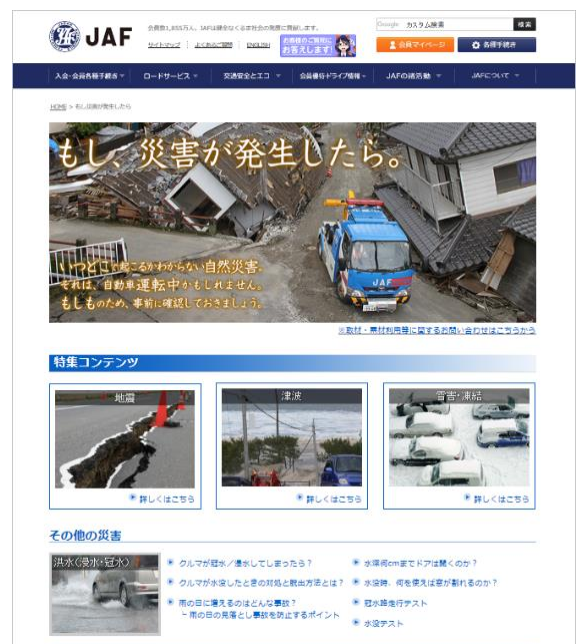 JAF
会員数1,855万人。JAFは健全なくるま社会の発展に貢献します。
サイトマップ よくあるご質問 ENGLISH
お客様のご質問に
お答えします!
Google カスタム検索 検索
会員マイページ 各種手続き
入会・会員各種手続き ロードサービス 交通安全とエコ 会員優待・ドライブ情報 JAFの諸活動 JAFについて
HOME > もし災害が発生したら
もし、災害が発生したら。
いつどこで起こるかわからない自然災害。
それは、自動車運転中かもしれません。
もしものため、事前に確認しておきましょう。
JAF
※取材・素材利用等に関するお問い合わせはこちらから
特集コンテンツ
地震 津波 雪害・凍結
詳しくはこちら 詳しくはこちら 詳しくはこちら
その他の災害
洪水(浸水・冠水)
クルマが冠水/浸水してしまったら?
クルマが水没したときの対処と脱出方法とは?
雨の日に増えるのはどんな事故?
└ 雨の日の見落とし事故を防止するポイント
水深何cmまでドアは開くのか?
水没時、何を使えば窓が割れるのか?
冠水路走行テスト
水没テスト